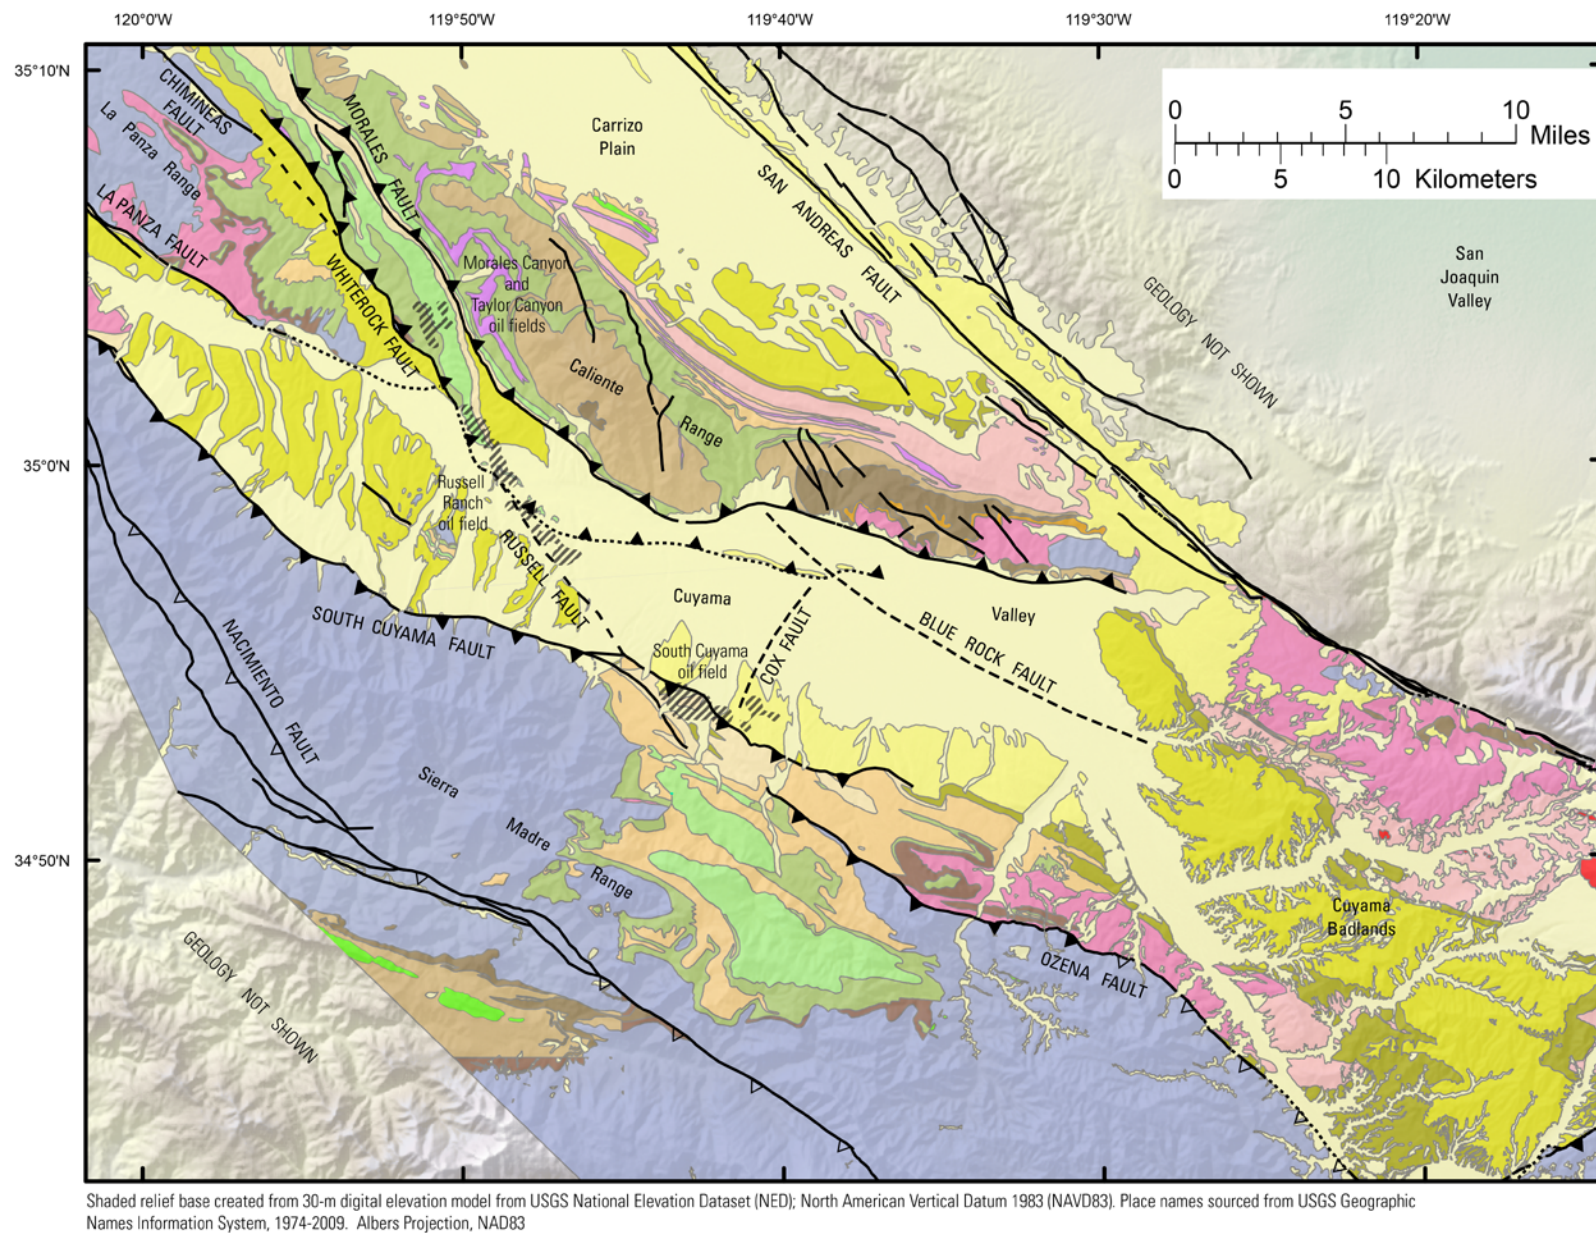 120°0'W 119°50'W 119°40'W 119°30'W 119°20'W
35°10'N
35°0'N
34°50'N
0 5 10 Miles
0 5 10 Kilometers
CHIMINEAS
FAULT
La Panza Range
LA PANZA FAULT
MORALES FAULT
WHITEROCK FAULT
Carrizo
Plain
SAN ANDREAS FAULT
San
Joaquin
Valley
GEOLOGY NOT SHOWN
Morales Canyon
and
Taylor Canyon
oil fields
Caliente Range
Russell
Ranch
oil field
RUSSELL FAULT
Cuyama Valley
BLUE ROCK FAULT
COX FAULT
South Cuyama
oil field
SOUTH CUYAMA FAULT
NACIMIENTO FAULT
Sierra
Madre
Range
Cuyama
Badlands
OZENA FAULT
GEOLOGY NOT SHOWN
Shaded relief base created from 30-m digital elevation model from USGS National Elevation Dataset (NED); North American Vertical Datum 1983 (NAVD83). Place names sourced from USGS Geographic
Names Information System, 1974-2009. Albers Projection, NAD83